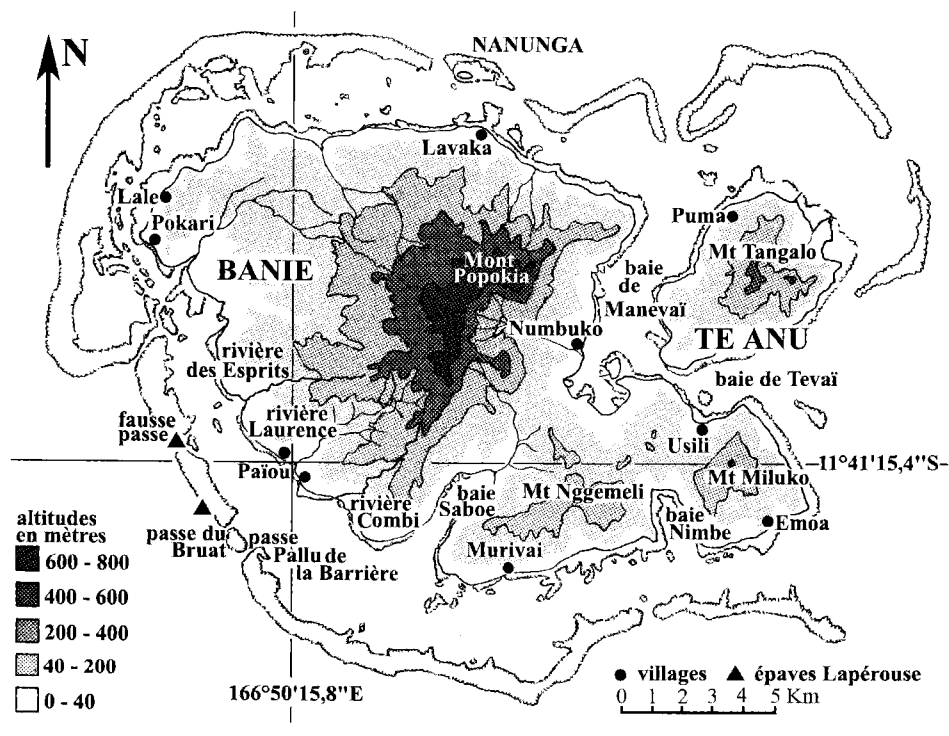 N
NANUNGA
Lavaka
Lale
Pokari
Puma
Mt Tangalo
BANIE
Mont
Popokia
baie
de
Manevaï
Numbuko
TE ANU
rivière
des Esprits
baie de Tevaï
rivière
Laurence
fausse
passe
Usili
Païou
11°41'15,4"S
Mt Miluko
baie
Saboe
Mt Nggemeli
rivière
Combi
baie
Nimbe
Emoa
altitudes
en mètres
passe du
Bruat
passe
Pallu de
la Barrière
Murivai
600 - 800
400 - 600
200 - 400
40 - 200
0 - 40
166°50'15,8"E
villages
épaves Lapérouse
0 1 2 3 4 5 Km